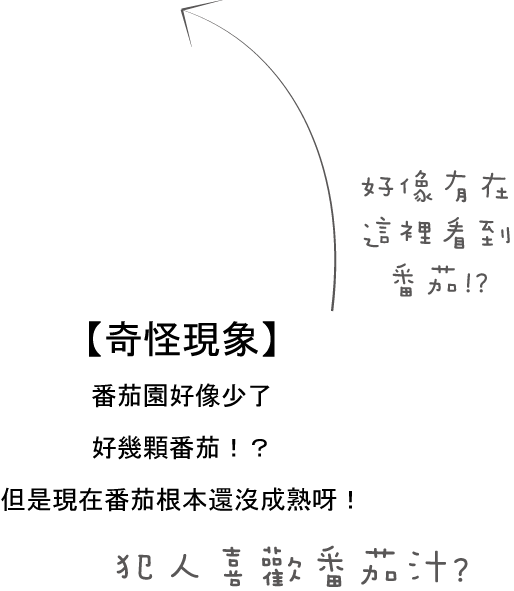 好像有在
這裡看到
番茄!?
【奇怪現象】
番茄園好像少了
好幾顆番茄！？
但是現在番茄根本還沒成熟呀！
犯人喜歡番茄汁?